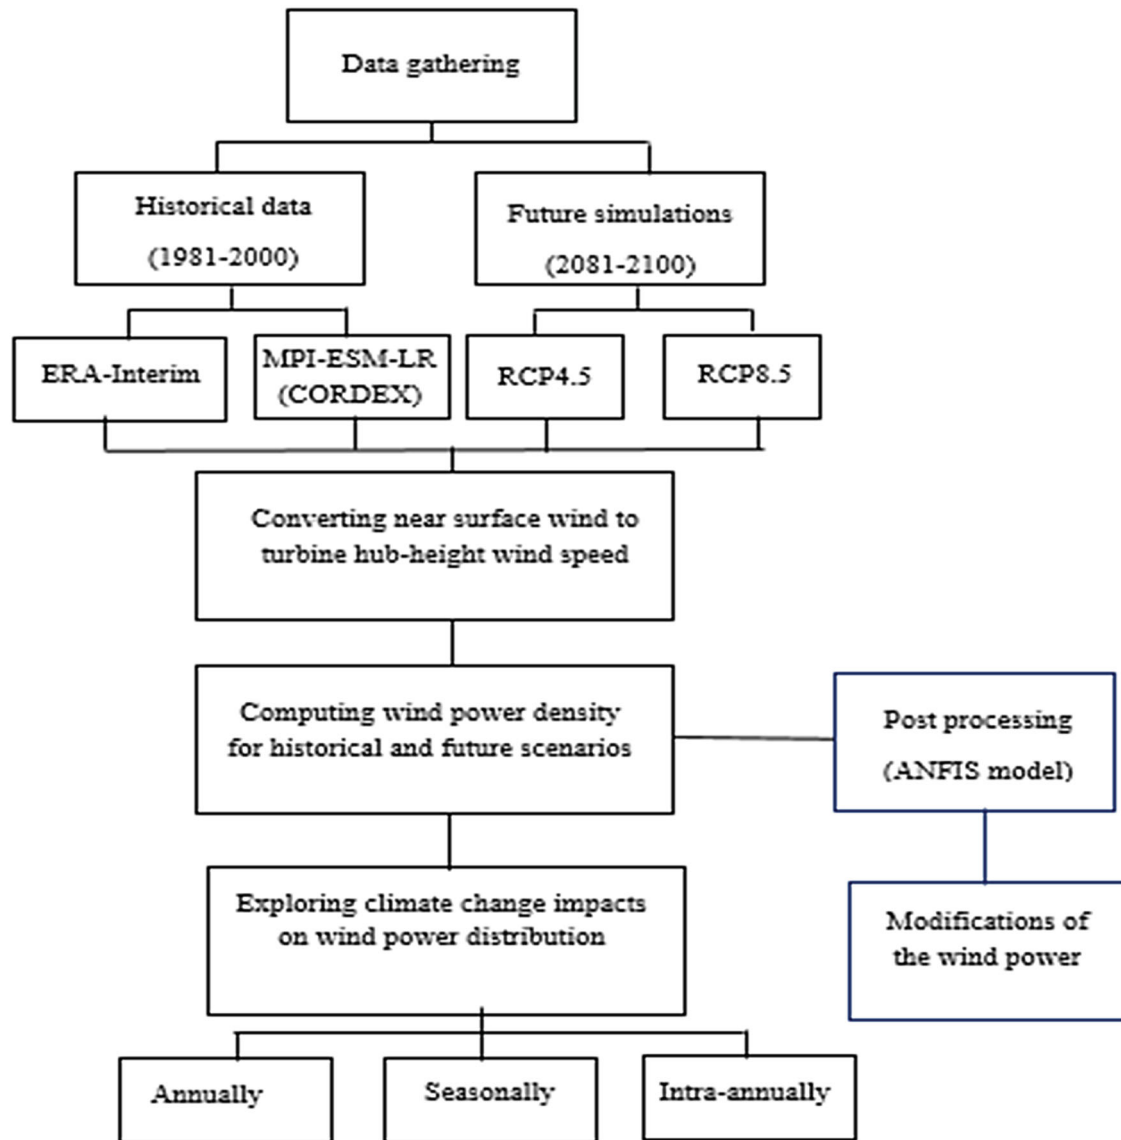 Data gathering
Historical data
(1981-2000)
Future simulations
(2081-2100)
ERA-Interim
MPI-ESM-LR
(CORDEX)
RCP4.5
RCP8.5
Converting near surface wind to
turbine hub-height wind speed
Computing wind power density
for historical and future scenarios
Post processing
(ANFIS model)
Exploring climate change impacts
on wind power distribution
Modifications of
the wind power
Annually
Seasonally
Intra-annually